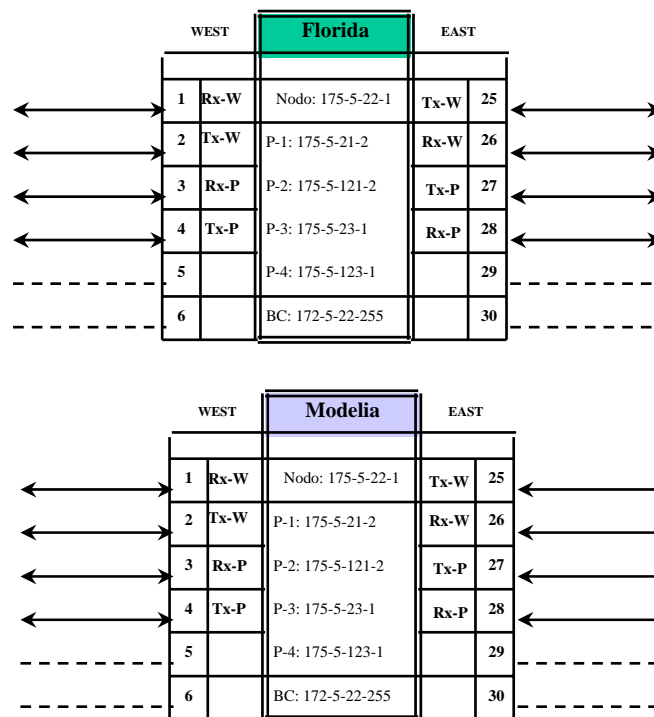 WEST Florida EAST
1 Rx-W Nodo: 175-5-22-1 Tx-W 25
2 Tx-W P-1: 175-5-21-2 Rx-W 26
3 Rx-P P-2: 175-5-121-2 Tx-P 27
4 Tx-P P-3: 175-5-23-1 Rx-P 28
5 P-4: 175-5-123-1 29
6 BC: 172-5-22-255 30
WEST Modelia EAST
1 Rx-W Nodo: 175-5-22-1 Tx-W 25
2 Tx-W P-1: 175-5-21-2 Rx-W 26
3 Rx-P P-2: 175-5-121-2 Tx-P 27
4 Tx-P P-3: 175-5-23-1 Rx-P 28
5 P-4: 175-5-123-1 29
6 BC: 172-5-22-255 30